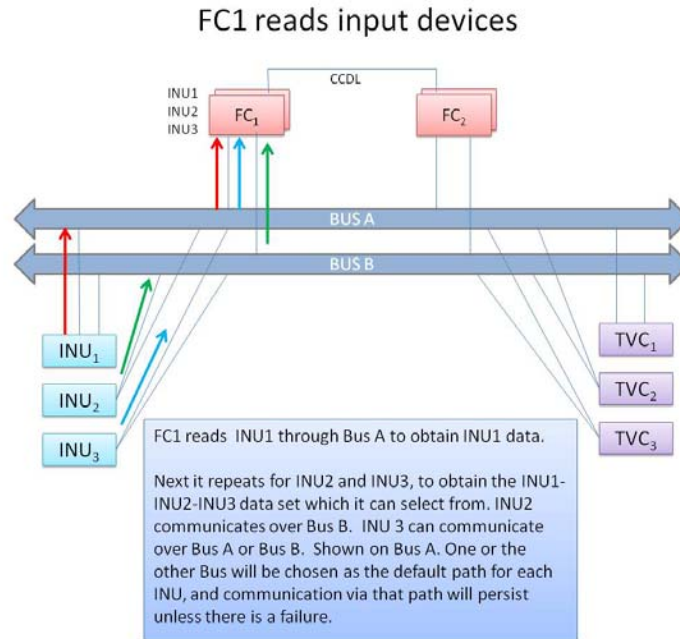 FC1 reads input devices
CCDL
INU1
INU2
INU3
FC₁
FC₂
BUS A
BUS B
INU₁
INU₂
INU₃
TVC₁
TVC₂
TVC₃
FC1 reads INU1 through Bus A to obtain INU1 data.
Next it repeats for INU2 and INU3, to obtain the INU1-
INU2-INU3 data set which it can select from. INU2
communicates over Bus B. INU 3 can communicate
over Bus A or Bus B. Shown on Bus A. One or the
other Bus will be chosen as the default path for each
INU, and communication via that path will persist
unless there is a failure.